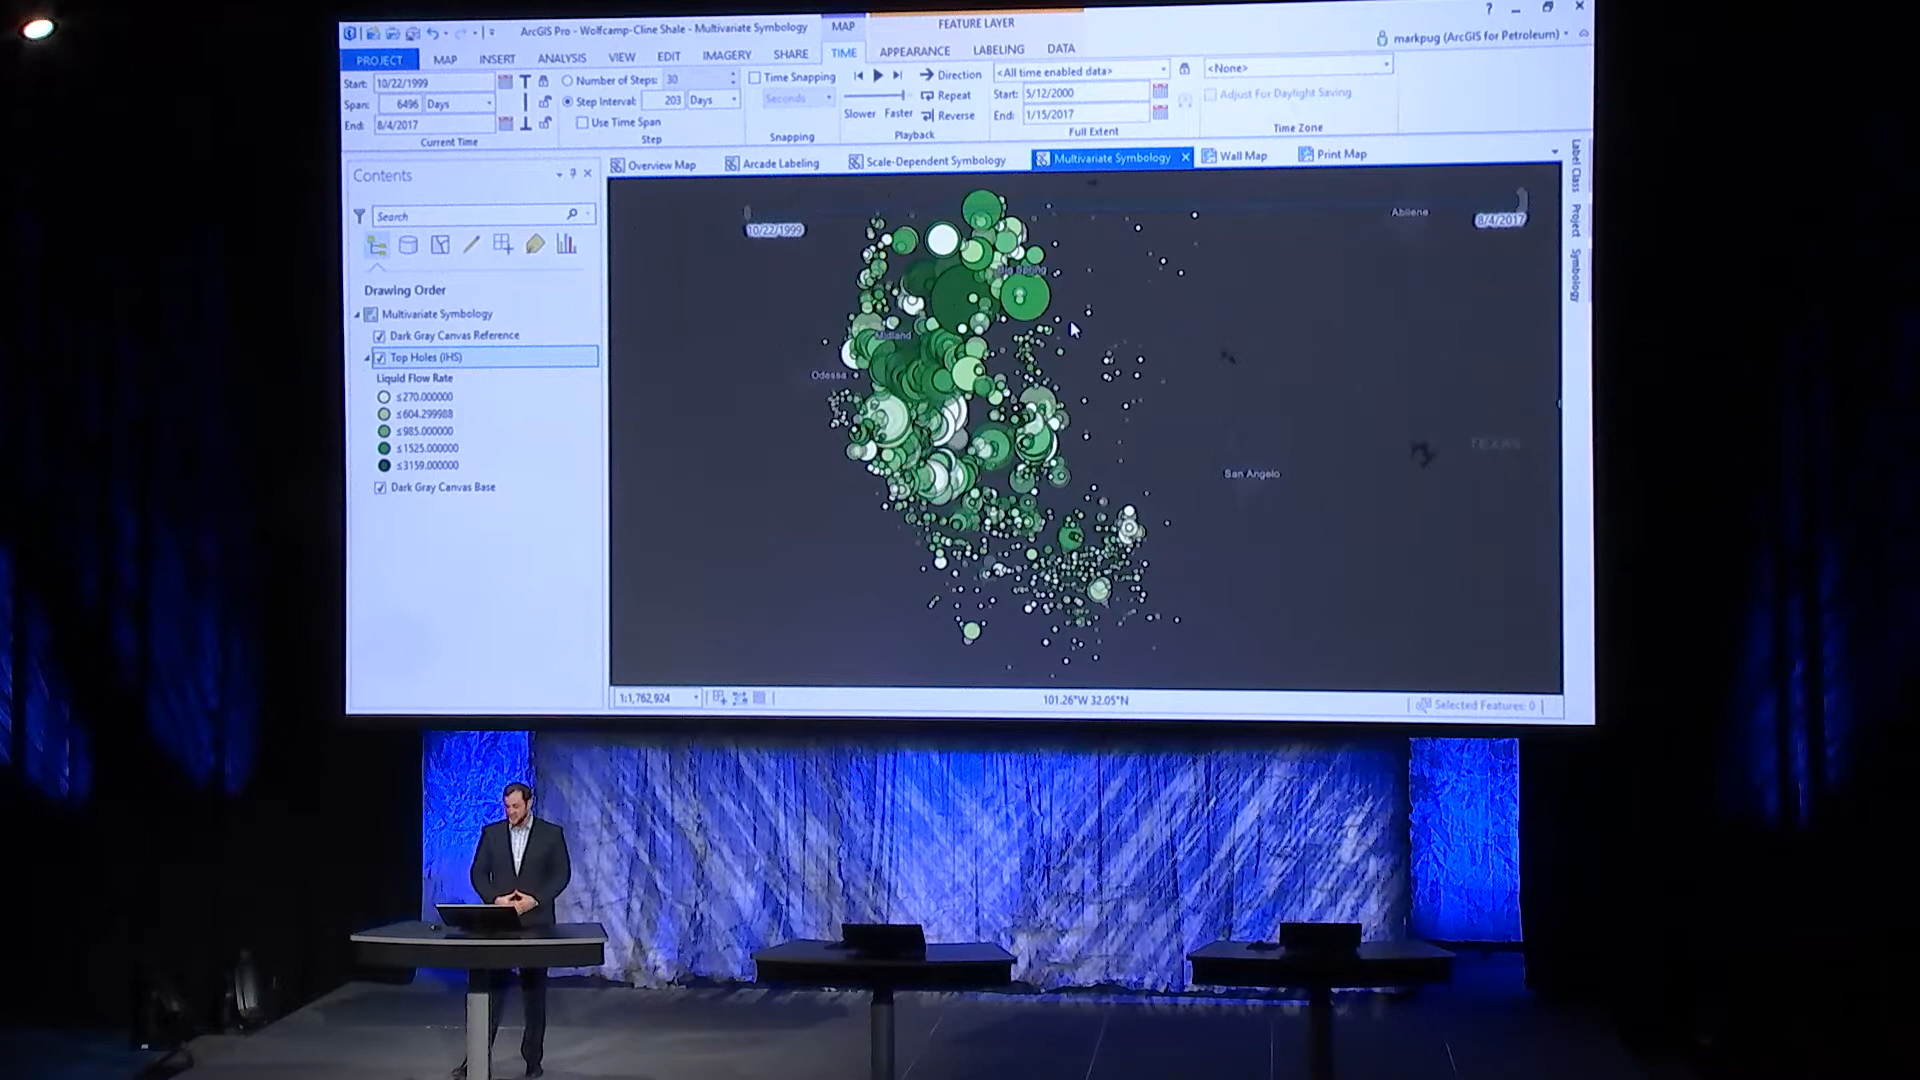 ArcGIS Pro - Wolfcamp-Cline Shale - Multivariate Symbology
MAP
FEATURE LAYER
?
markpug (ArcGIS for Petroleum)
PROJECT
MAP
INSERT
ANALYSIS
VIEW
EDIT
IMAGERY
SHARE
TIME
APPEARANCE
LABELING
DATA
Start: 10/22/1999
Span: 6496 Days
End: 8/4/2017
Current Time
Number of Steps: 30
Step Interval: 203 Days
Use Time Span
Step
Time Snapping
Seconds
Snapping
Direction
Repeat
Slower Faster Reverse
Playback
<All time enabled data>
Start: 5/12/2000
End: 1/15/2017
Full Extent
<None>
Adjust For Daylight Saving
Time Zone
Contents
Search
Drawing Order
Multivariate Symbology
Dark Gray Canvas Reference
Top Holes (IHS)
Liquid Flow Rate
≤270.000000
≤604.299988
≤985.000000
≤1525.000000
≤3159.000000
Dark Gray Canvas Base
Overview Map
Arcade Labeling
Scale-Dependent Symbology
Multivariate Symbology
Wall Map
Print Map
10/22/1999
Abilene
8/4/2017
Big Spring
Midland
Odessa
TEXAS
San Angelo
1:1,762,924
101.26°W 32.05°N
Selected Features: 0
Label Class
Project
Symbology